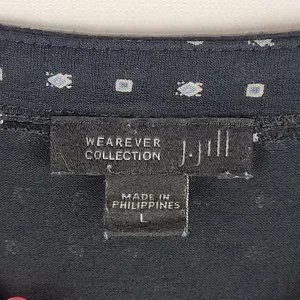 WEAREVER
COLLECTION
J.Jill
MADE IN
PHILIPPINES
L